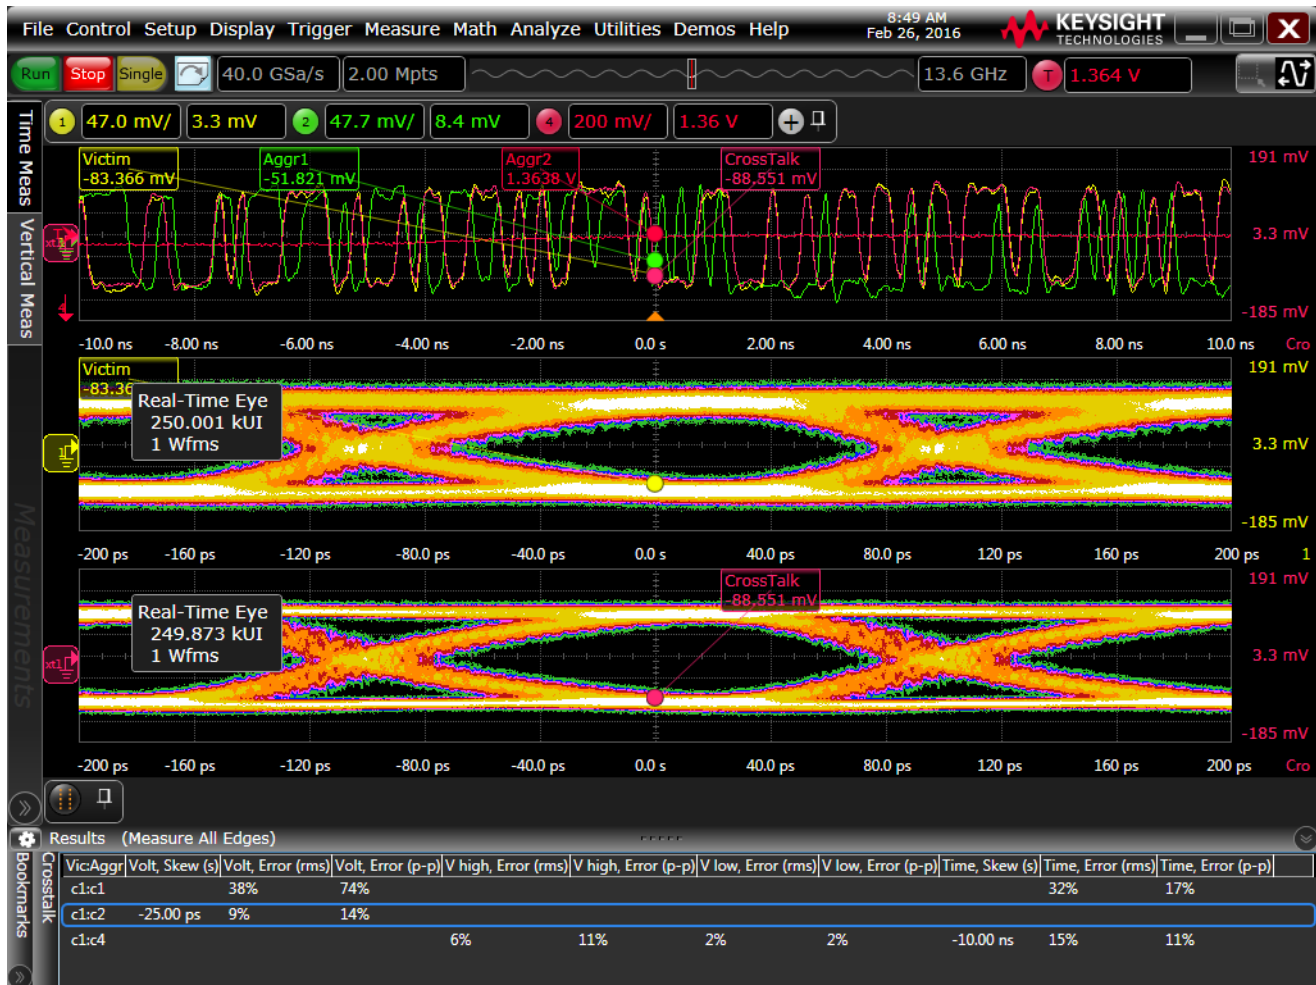 File Control Setup Display Trigger Measure Math Analyze Utilities Demos Help
8:49 AM
Feb 26, 2016
KEYSIGHT
TECHNOLOGIES
X
Run Stop Single 40.0 GSa/s 2.00 Mpts 13.6 GHz T 1.364 V
1 47.0 mV/ 3.3 mV 2 47.7 mV/ 8.4 mV 4 200 mV/ 1.36 V +
Time Meas
Vertical Meas
Measurements
Victim
-83.366 mV
Aggr1
-51.821 mV
Aggr2
1.3638 V
CrossTalk
-88.551 mV
191 mV
3.3 mV
-185 mV
-10.0 ns -8.00 ns -6.00 ns -4.00 ns -2.00 ns 0.0 s 2.00 ns 4.00 ns 6.00 ns 8.00 ns 10.0 ns Cro
Victim
-83.36
Real-Time Eye
250.001 kUI
1 Wfms
191 mV
3.3 mV
-185 mV
-200 ps -160 ps -120 ps -80.0 ps -40.0 ps 0.0 s 40.0 ps 80.0 ps 120 ps 160 ps 200 ps 1
CrossTalk
-88.551 mV
Real-Time Eye
249.873 kUI
1 Wfms
xt1
191 mV
3.3 mV
-185 mV
-200 ps -160 ps -120 ps -80.0 ps -40.0 ps 0.0 s 40.0 ps 80.0 ps 120 ps 160 ps 200 ps Cro
Results (Measure All Edges)
Bookmarks
Crosstalk
Vic:Aggr Volt, Skew (s) Volt, Error (rms) Volt, Error (p-p) V high, Error (rms) V high, Error (p-p) V low, Error (rms) V low, Error (p-p) Time, Skew (s) Time, Error (rms) Time, Error (p-p)
c1:c1 38% 74% 32% 17%
c1:c2 -25.00 ps 9% 14%
c1:c4 6% 11% 2% 2% -10.00 ns 15% 11%